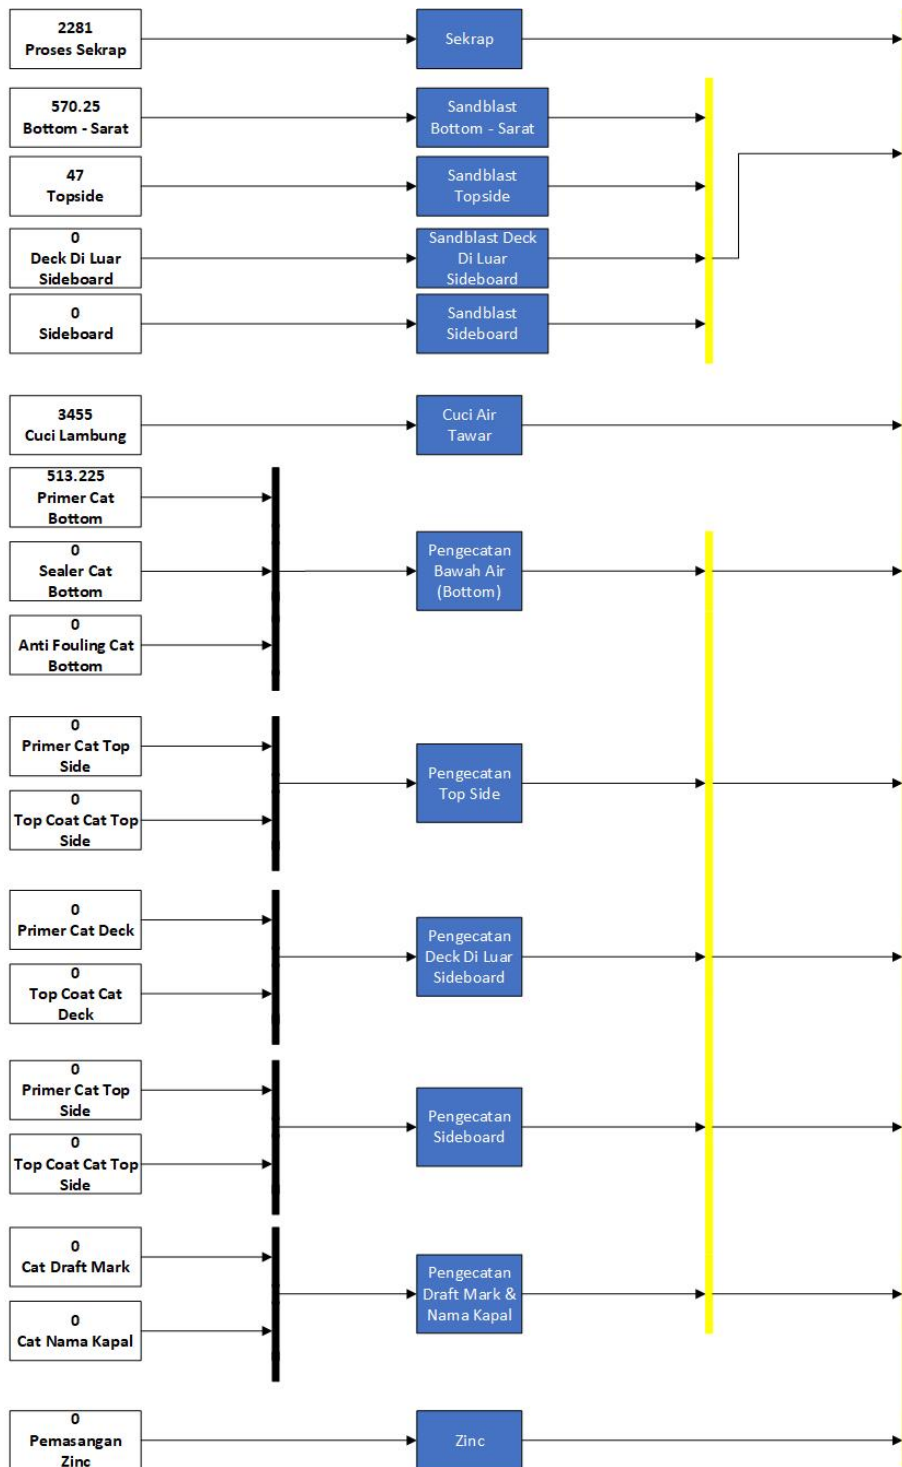 2281
Proses Sekrap
Sekrap
570.25
Bottom - Sarat
Sandblast
Bottom - Sarat
47
Topside
Sandblast
Topside
0
Deck Di Luar
Sideboard
Sandblast Deck
Di Luar
Sideboard
0
Sideboard
Sandblast
Sideboard
3455
Cuci Lambung
Cuci Air
Tawar
513.225
Primer Cat
Bottom
0
Sealer Cat
Bottom
0
Anti Fouling Cat
Bottom
Pengecatan
Bawah Air
(Bottom)
0
Primer Cat Top
Side
0
Top Coat Cat Top
Side
Pengecatan
Top Side
0
Primer Cat Deck
0
Top Coat Cat
Deck
Pengecatan
Deck Di Luar
Sideboard
0
Primer Cat Top
Side
0
Top Coat Cat Top
Side
Pengecatan
Sideboard
0
Cat Draft Mark
0
Cat Nama Kapal
Pengecatan
Draft Mark &
Nama Kapal
0
Pemasangan
Zinc
Zinc